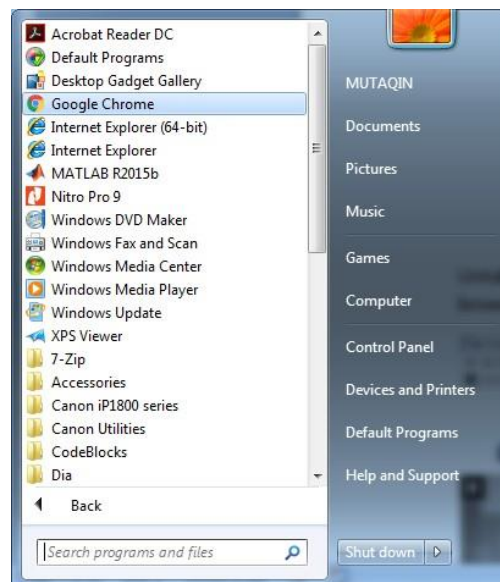 Acrobat Reader DC
Default Programs
Desktop Gadget Gallery
Google Chrome
Internet Explorer (64-bit)
Internet Explorer
MATLAB R2015b
Nitro Pro 9
Windows DVD Maker
Windows Fax and Scan
Windows Media Center
Windows Media Player
Windows Update
XPS Viewer
7-Zip
Accessories
Canon iP1800 series
Canon Utilities
CodeBlocks
Dia
Back
Search programs and files
MUTAQIN
Documents
Pictures
Music
Games
Computer
Control Panel
Devices and Printers
Default Programs
Help and Support
Shut down